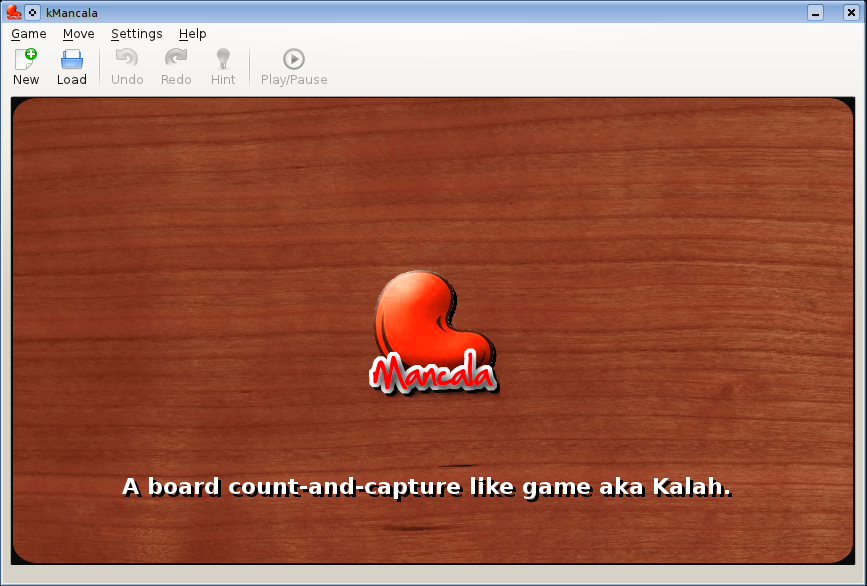 kMancala
Game Move Settings Help
New Load Undo Redo Hint Play/Pause
Mancala
A board count-and-capture like game aka Kalah.